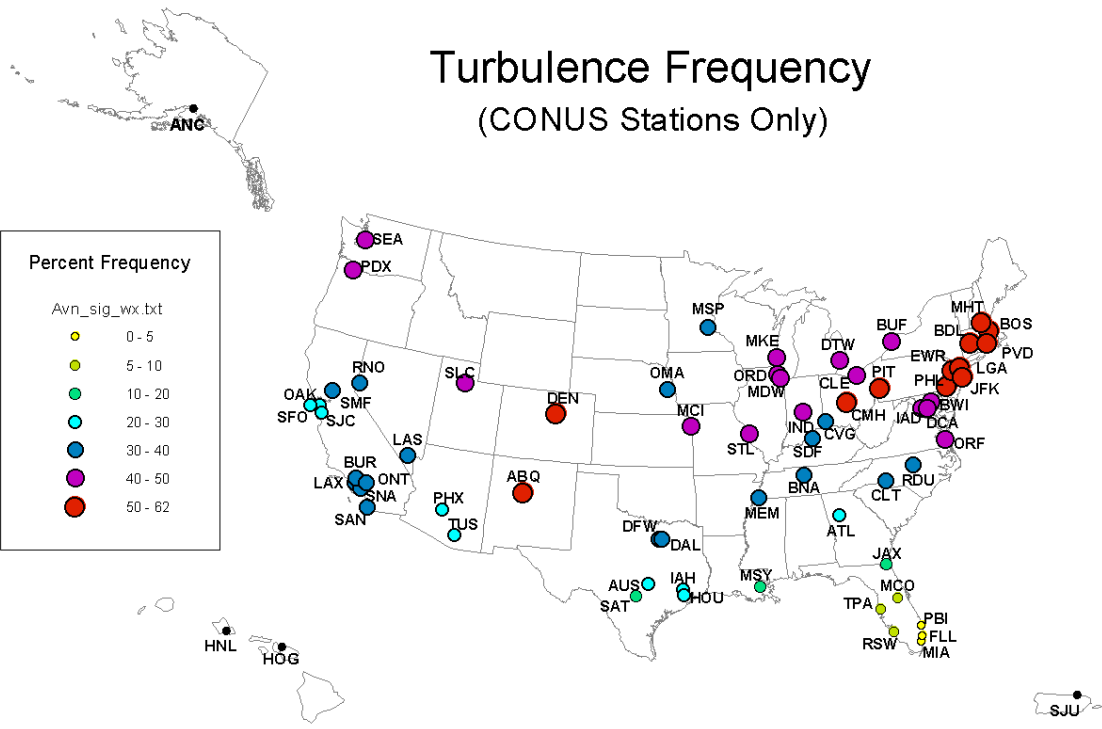 Turbulence Frequency
(CONUS Stations Only)
ANC
Percent Frequency
Avn_sig_wx.txt
0 - 5
5 - 10
10 - 20
20 - 30
30 - 40
40 - 50
50 - 62
SEA
PDX
MSP
MHT
BOS
BUF
BDL
MKE
DTW
PVD
EWR
LGA
RNO
SLC
OMA
ORD
PIT
PHL
CLE
JFK
OAK
SMF
DEN
MDW
SFO
SJC
MCI
CMH
BWI
IAD
DCA
IND
CVG
LAS
STL
SDF
ORF
BUR
ONT
LAX
SNA
ABQ
BNA
RDU
CLT
PHX
SAN
MEM
TUS
DFW
DAL
ATL
JAX
AUS
IAH
MSY
HOU
SAT
MCO
TPA
PBI
FLL
RSW
MIA
HNL
HOG
SJU